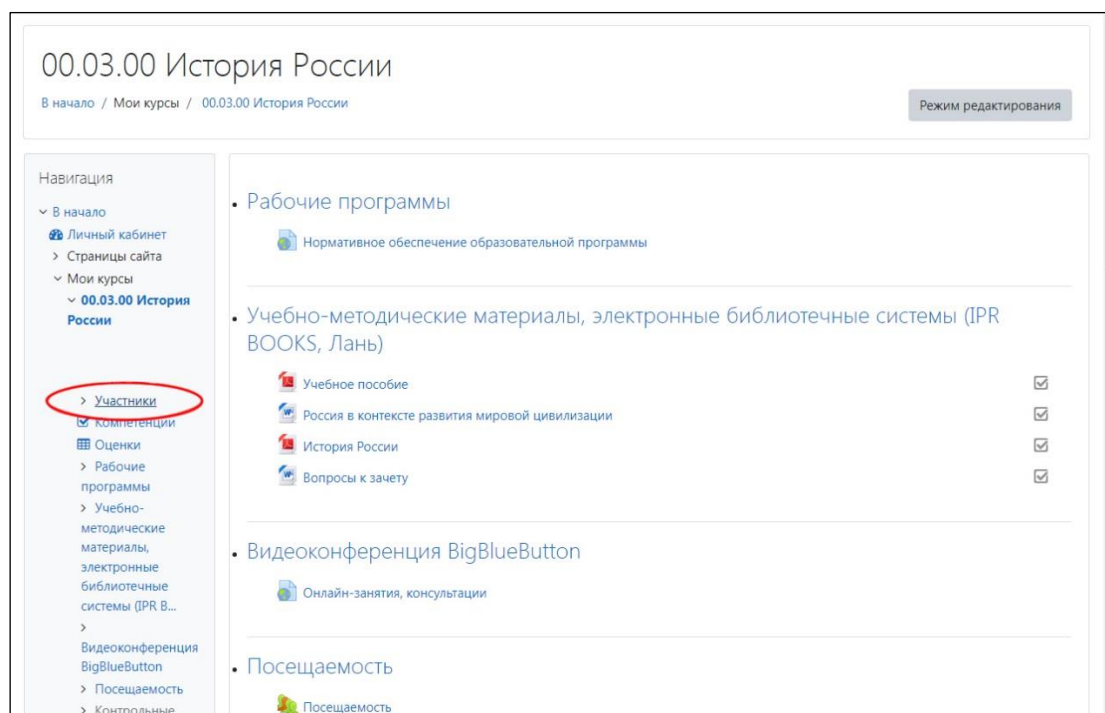 00.03.00 История России
В начало / Мои курсы / 00.03.00 История России
Режим редактирования
Навигация
В начало
Личный кабинет
Страницы сайта
Мои курсы
00.03.00 История
России
Участники
Компетенции
Оценки
Рабочие
программы
Учебно-
методические
материалы,
электронные
библиотечные
системы (IPR B...
Видеоконференция
BigBlueButton
Посещаемость
Контрольные
Рабочие программы
Нормативное обеспечение образовательной программы
Учебно-методические материалы, электронные библиотечные системы (IPR
BOOKS, Лань)
Учебное пособие
Россия в контексте развития мировой цивилизации
История России
Вопросы к зачету
Видеоконференция BigBlueButton
Онлайн-занятия, консультации
Посещаемость
Посещаемость